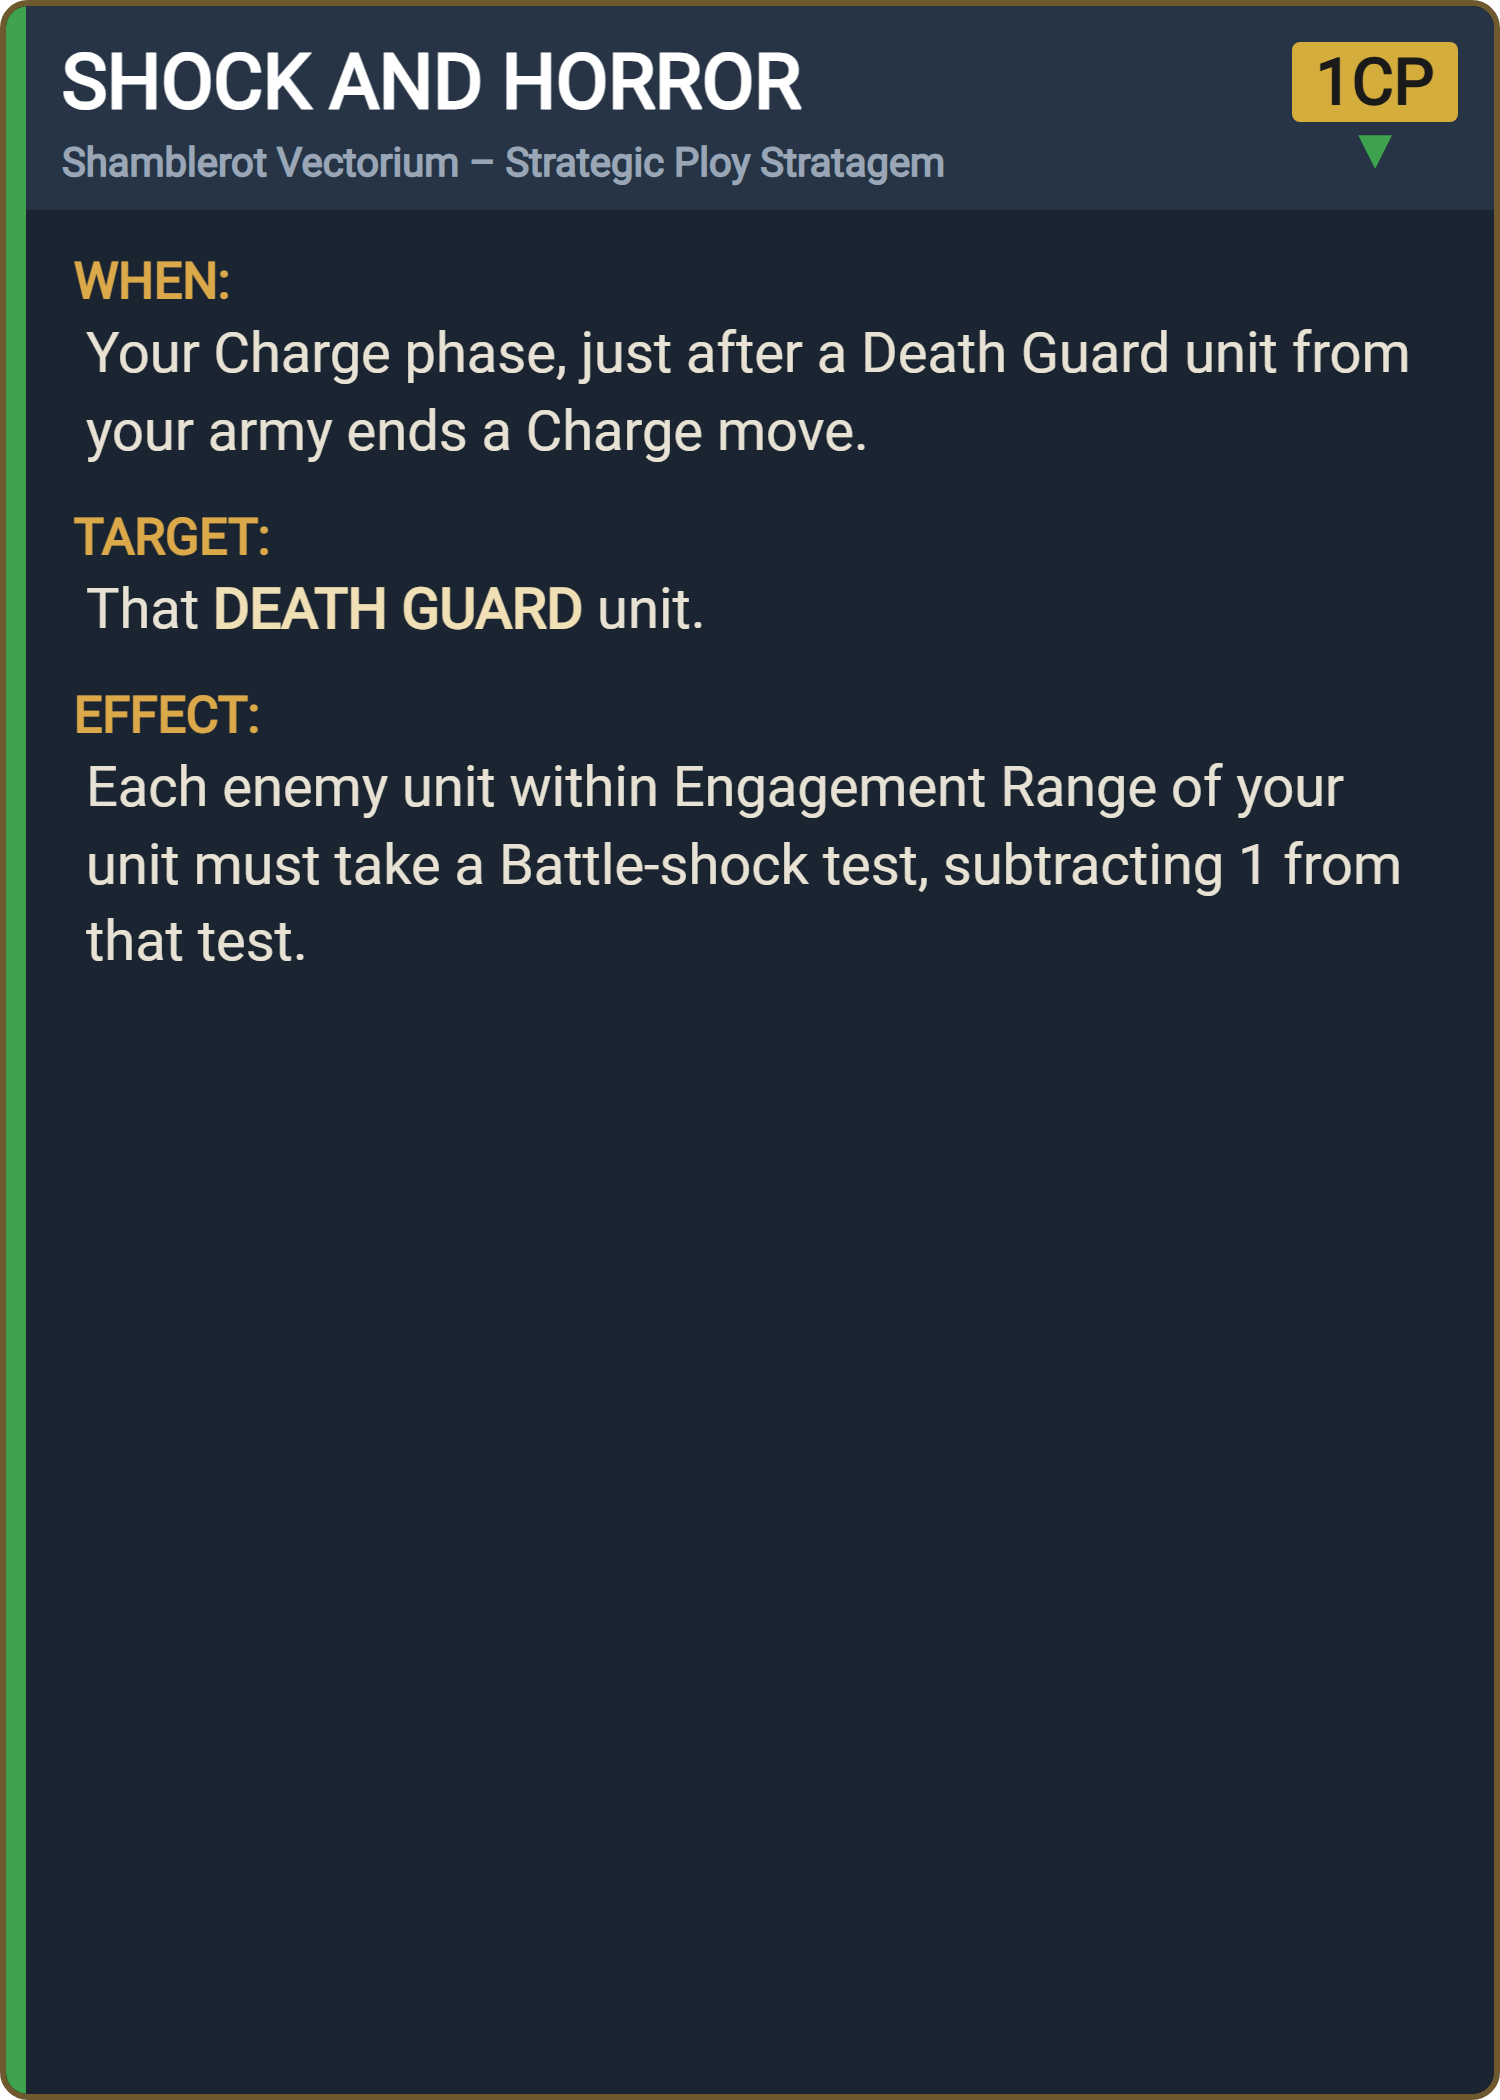 SHOCK AND HORROR
1CP
Shamblerot Vectorium – Strategic Ploy Stratagem
WHEN:
Your Charge phase, just after a Death Guard unit from
your army ends a Charge move.
TARGET:
That DEATH GUARD unit.
EFFECT:
Each enemy unit within Engagement Range of your
unit must take a Battle-shock test, subtracting 1 from
that test.